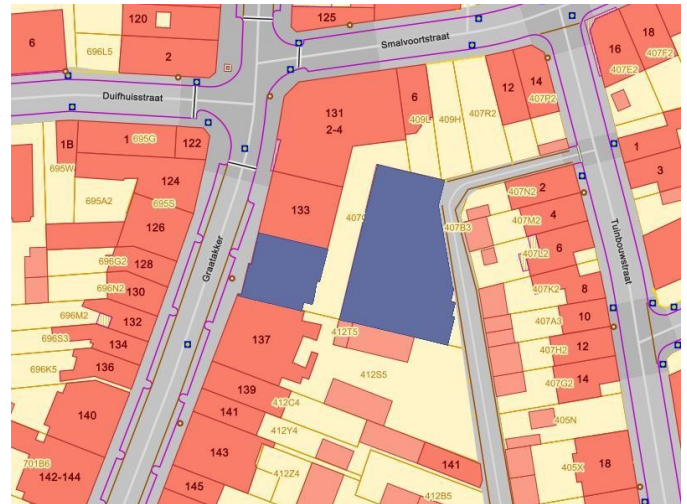 120
125
6
696L5
2
Smalvoortstraat
16
18
407F2
407E2
Duifhuisstraat
131
2-4
6
409L
409H
407R2
12
14
407P2
1B
1
695G
122
1
3
695W
124
695A2
695S
133
407N2
2
126
407B3
407M2
4
Tuinbouwstraat
Graatakker
407L2
6
696G2
128
696N2
130
407K2
8
696M2
132
407A3
10
412T5
696S3
134
137
407H2
12
696K5
136
412S5
407G2
14
139
412C4
140
141
405N
412Y4
143
701B6
142-144
141
405X
18
412Z4
145
412B5